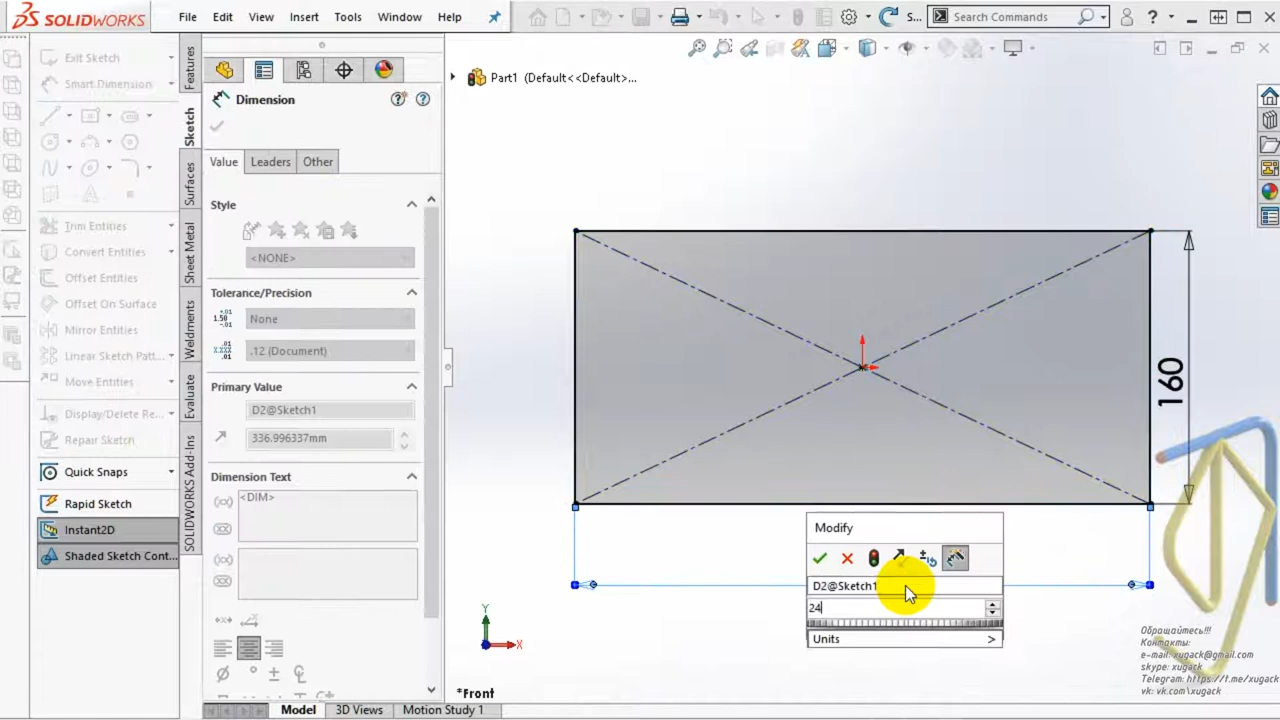 SOLIDWORKS
File Edit View Insert Tools Window Help
S...
Search Commands
?
Exit Sketch
Smart Dimension
Trim Entities
Convert Entities
Offset Entities
Offset On Surface
Mirror Entities
Linear Sketch Patt...
Move Entities
Display/Delete Re...
Repair Sketch
Quick Snaps
Rapid Sketch
Instant2D
Shaded Sketch Cont...
Features
Sketch
Surfaces
Sheet Metal
Weldments
Evaluate
SOLIDWORKS Add-Ins
Dimension
Value Leaders Other
Style
<NONE>
Tolerance/Precision
None
.12 (Document)
Primary Value
D2@Sketch1
336.996337mm
Dimension Text
<DIM>
Part1 (Default<<Default>...
160
Modify
D2@Sketch1
24
Units >
Y
X
*Front
Обращайтесь!!!
Контакты:
e-mail: xugack@gmail.com
skype: xugack
Telegram: https://t.me/xugack
vk: vk.com\xugack
Model 3D Views Motion Study 1